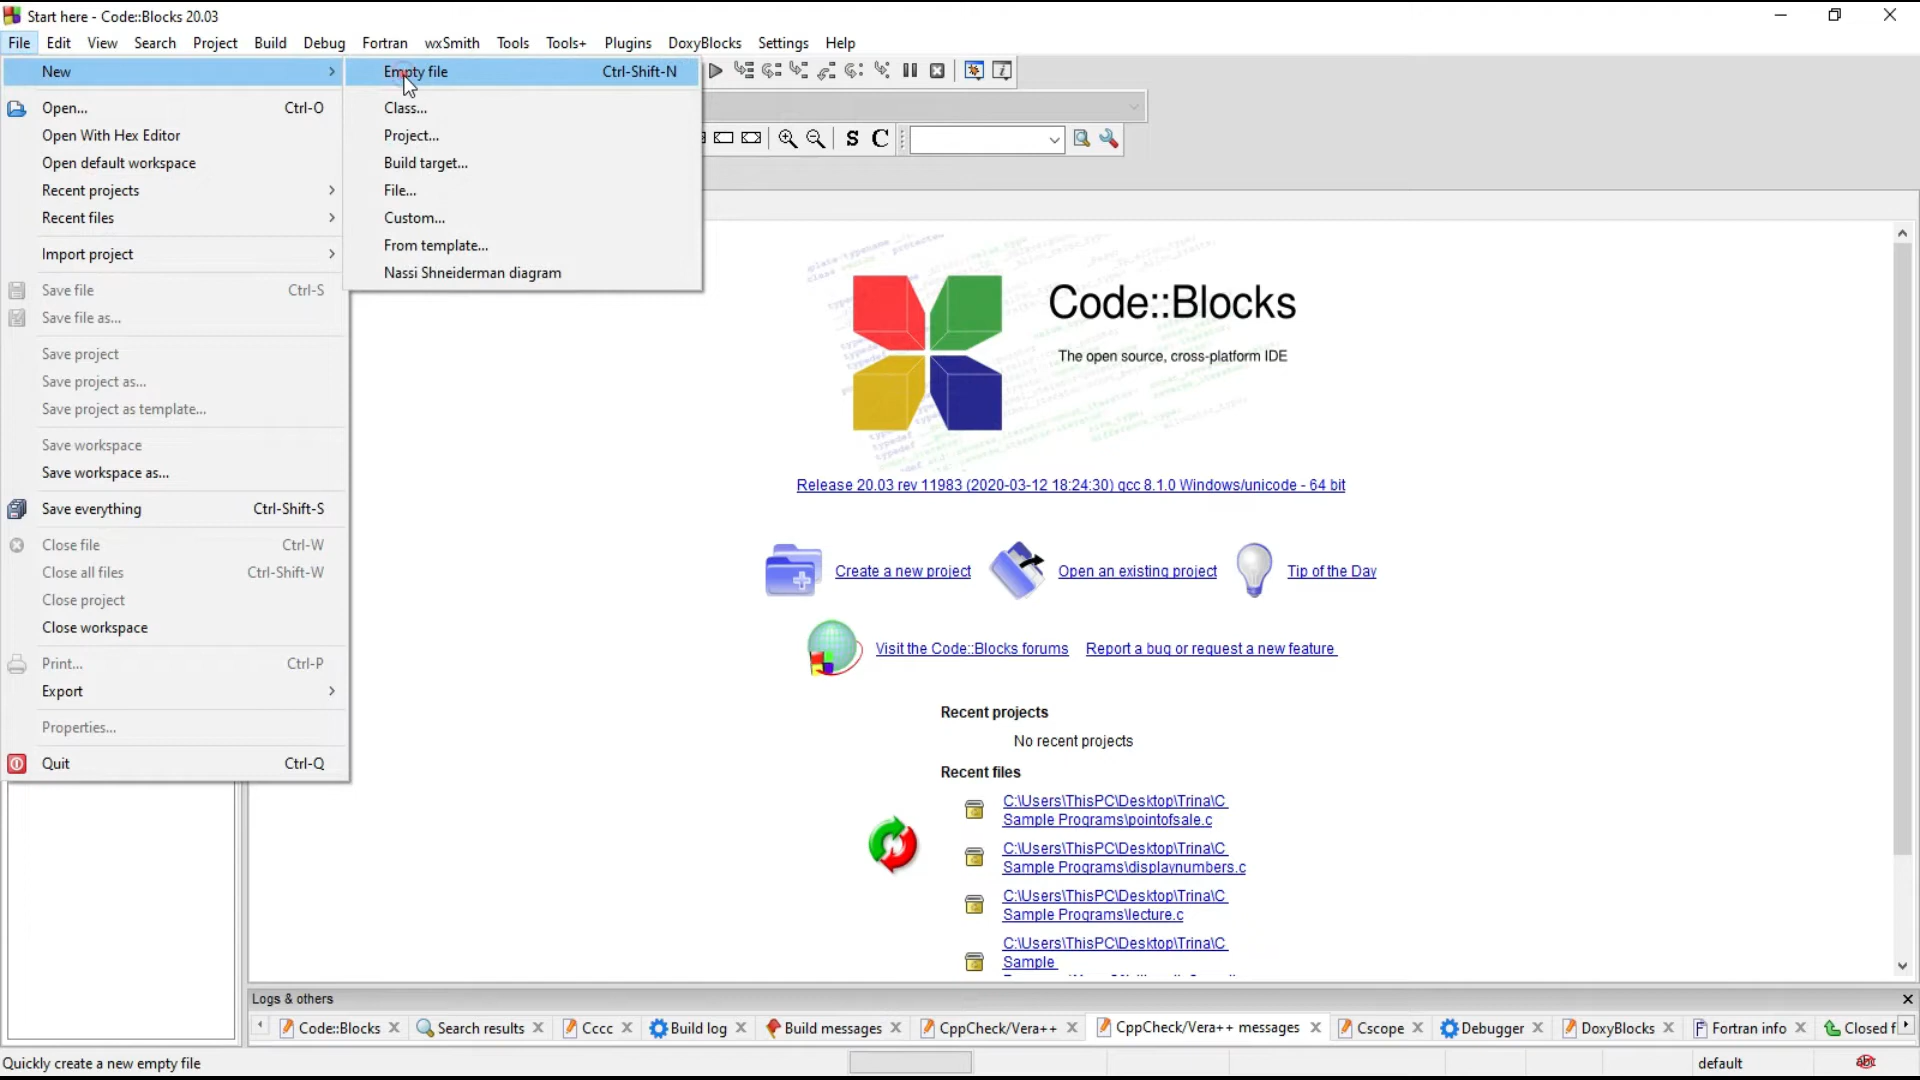 Start here - Code::Blocks 20.03
File Edit View Search Project Build Debug Fortran wxSmith Tools Tools+ Plugins DoxyBlocks Settings Help
New
Open... Ctrl-O
Open With Hex Editor
Open default workspace
Recent projects
Recent files
Import project
Save file Ctrl-S
Save file as...
Save project
Save project as...
Save project as template...
Save workspace
Save workspace as...
Save everything Ctrl-Shift-S
Close file Ctrl-W
Close all files Ctrl-Shift-W
Close project
Close workspace
Print... Ctrl-P
Export
Properties...
Quit Ctrl-Q
Empty file Ctrl-Shift-N
Class...
Project...
Build target...
File...
Custom...
From template...
Nassi Shneiderman diagram
S C
Code::Blocks
The open source, cross-platform IDE
Release 20.03 rev 11983 (2020-03-12 18:24:30) gcc 8.1.0 Windows/unicode - 64 bit
Create a new project Open an existing project Tip of the Day
Visit the Code::Blocks forums Report a bug or request a new feature
Recent projects
No recent projects
Recent files
C:\Users\ThisPC\Desktop\Trina\C
Sample Programs\pointofsale.c
C:\Users\ThisPC\Desktop\Trina\C
Sample Programs\displaynumbers.c
C:\Users\ThisPC\Desktop\Trina\C
Sample Programs\lecture.c
C:\Users\ThisPC\Desktop\Trina\C
Sample
Logs & others
Code::Blocks Search results Cccc Build log Build messages CppCheck/Vera++ CppCheck/Vera++ messages Cscope Debugger DoxyBlocks Fortran info Closed f
Quickly create a new empty file default abc